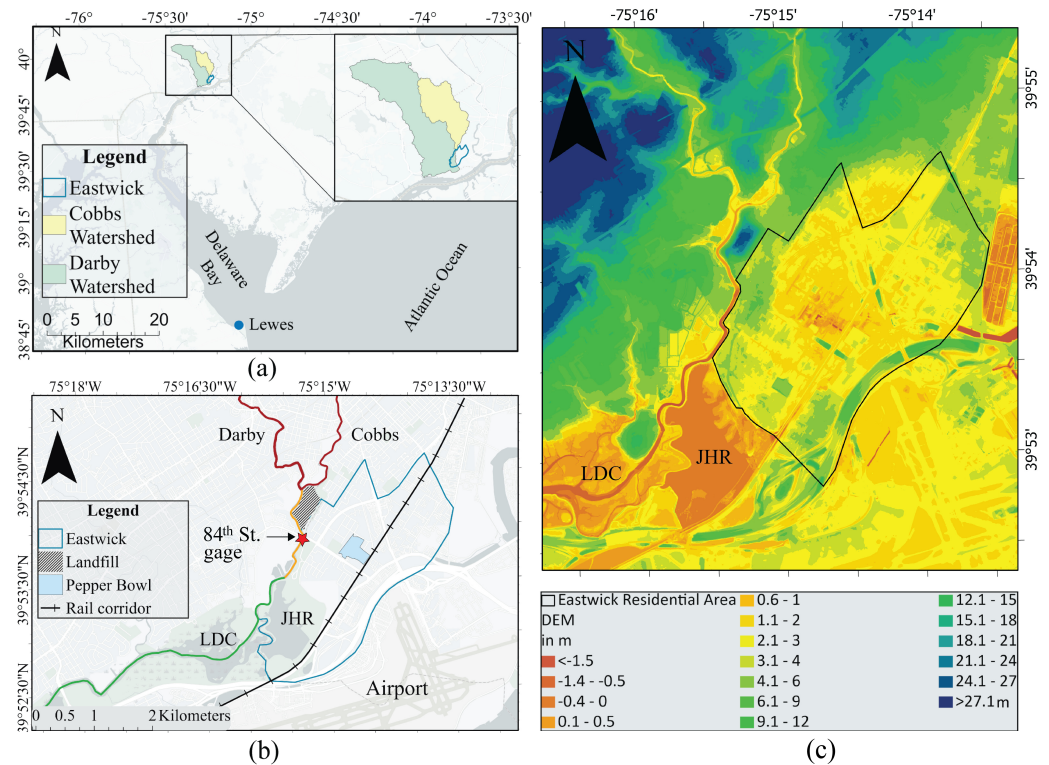 -76°
-75°30'
-75°
-74°30'
-74°
-73°30'
N
40°
39°45'
39°30'
39°15'
39°
38°45'
Legend
Eastwick
Cobbs
Watershed
Darby
Watershed
0 10 20
Kilometers
Delaware
Bay
Lewes
Atlantic Ocean
(a)
75°18'W
75°16'30"W
75°15'W
75°13'30"W
N
39°54'30"N
39°53'30"N
39°52'30"N
Darby
Cobbs
84th St.
gage
Legend
Eastwick
Landfill
Pepper Bowl
Rail corridor
LDC
JHR
Airport
0 0.5 1 2 Kilometers
(b)
-75°16'
-75°15'
-75°14'
N
39°55'
39°54'
39°53'
LDC
JHR
Eastwick Residential Area
DEM
in m
<-1.5
-1.4 - -0.5
-0.4 - 0
0.1 - 0.5
0.6 - 1
1.1 - 2
2.1 - 3
3.1 - 4
4.1 - 6
6.1 - 9
9.1 - 12
12.1 - 15
15.1 - 18
18.1 - 21
21.1 - 24
24.1 - 27
>27.1 m
(c)